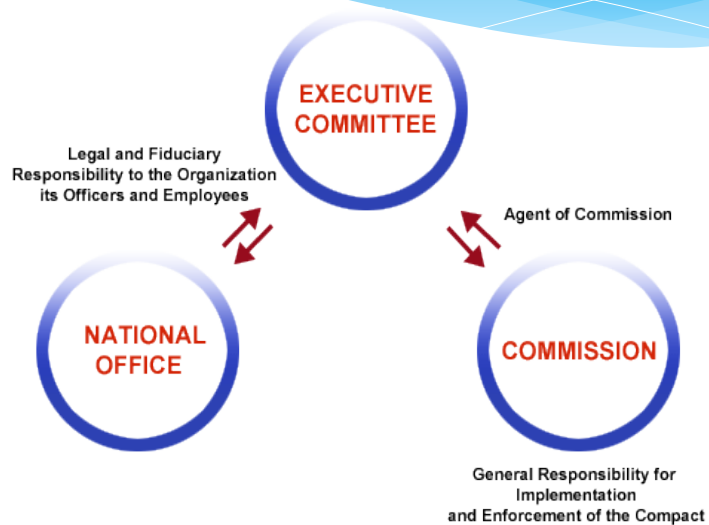 EXECUTIVE
COMMITTEE
Legal and Fiduciary
Responsibility to the Organization
its Officers and Employees
Agent of Commission
NATIONAL
OFFICE
COMMISSION
General Responsibility for
Implementation
and Enforcement of the Compact